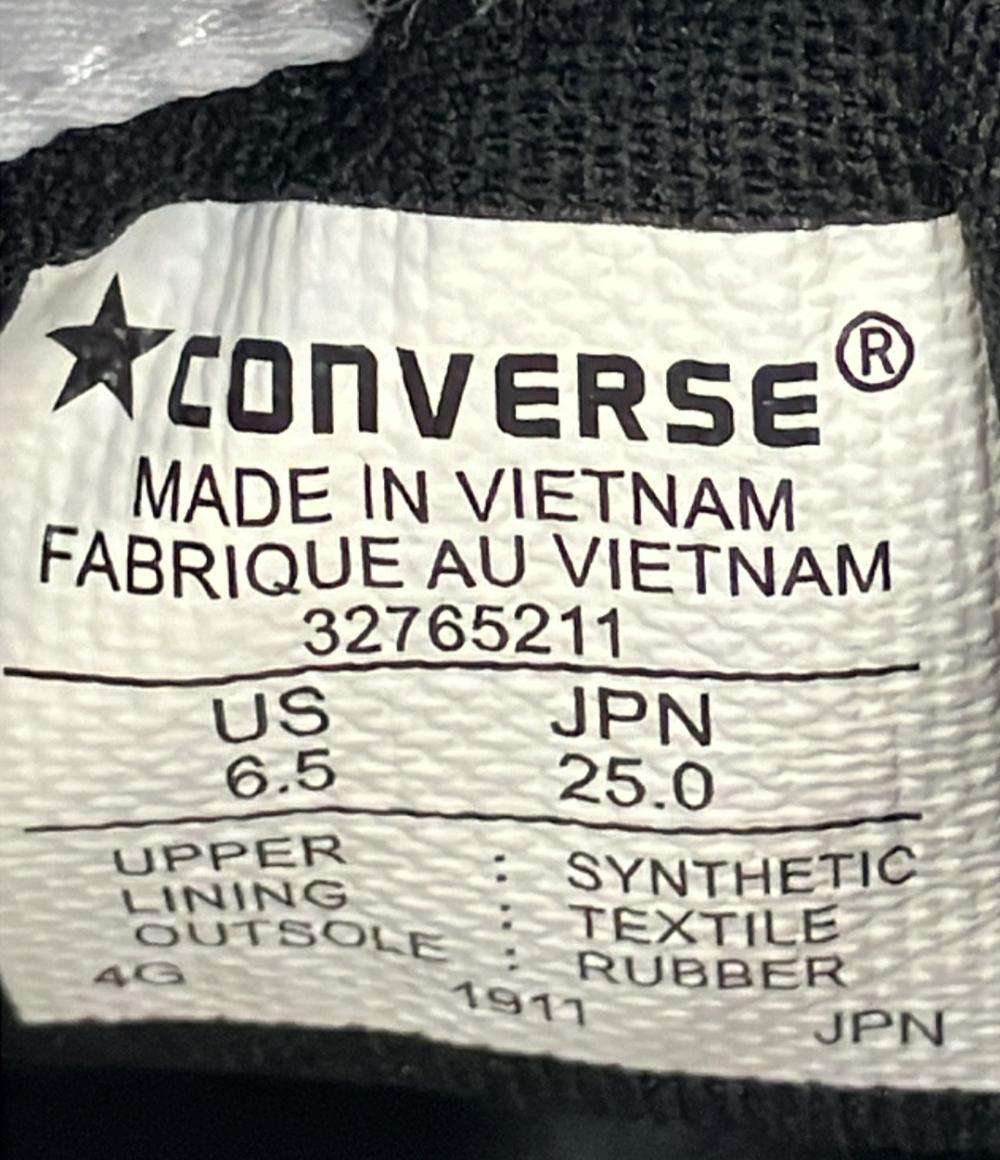 ★CONVERSE®
MADE IN VIETNAM
FABRIQUE AU VIETNAM
32765211
US JPN
6.5 25.0
UPPER : SYNTHETIC
LINING : TEXTILE
OUTSOLE : RUBBER
4G 1911 JPN